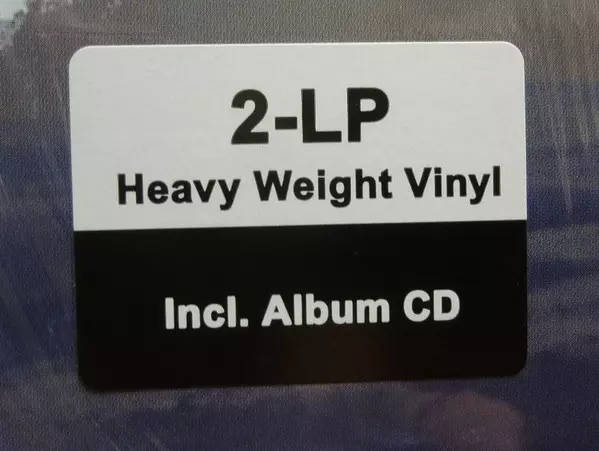 2-LP
Heavy Weight Vinyl
Incl. Album CD